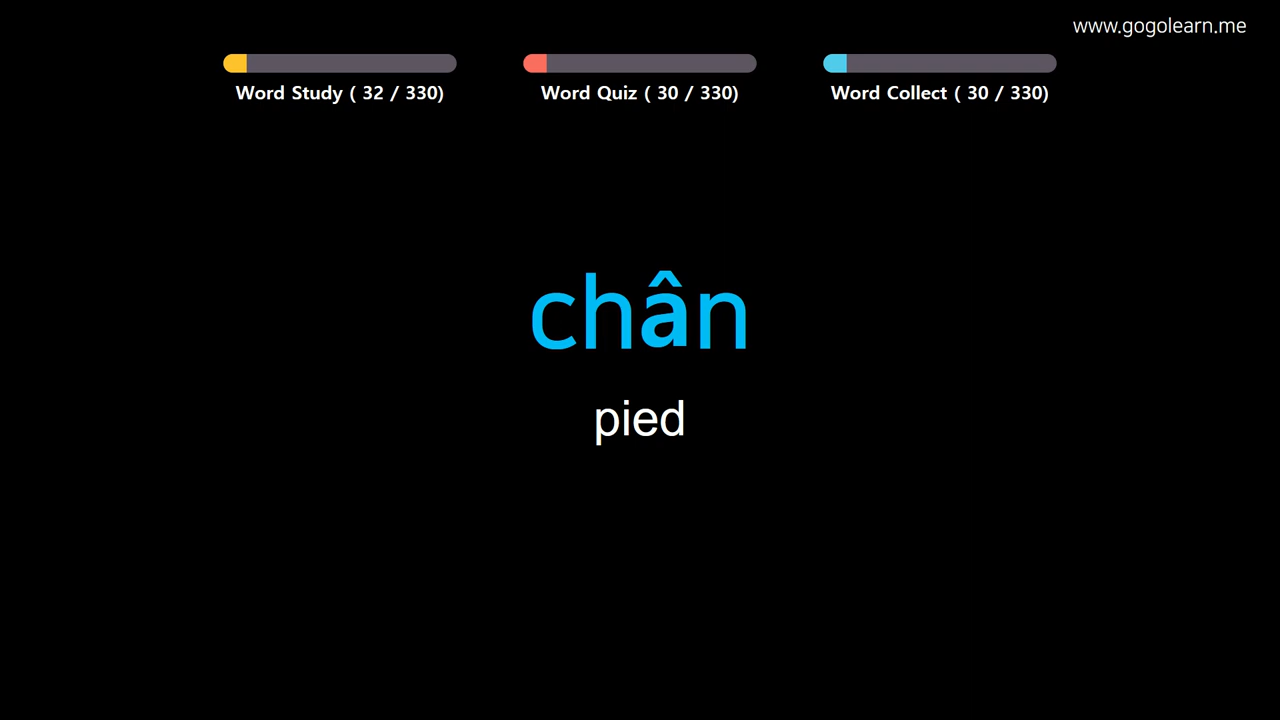 www.gogolearn.me
Word Study ( 32 / 330)
Word Quiz ( 30 / 330)
Word Collect ( 30 / 330)
chân
pied